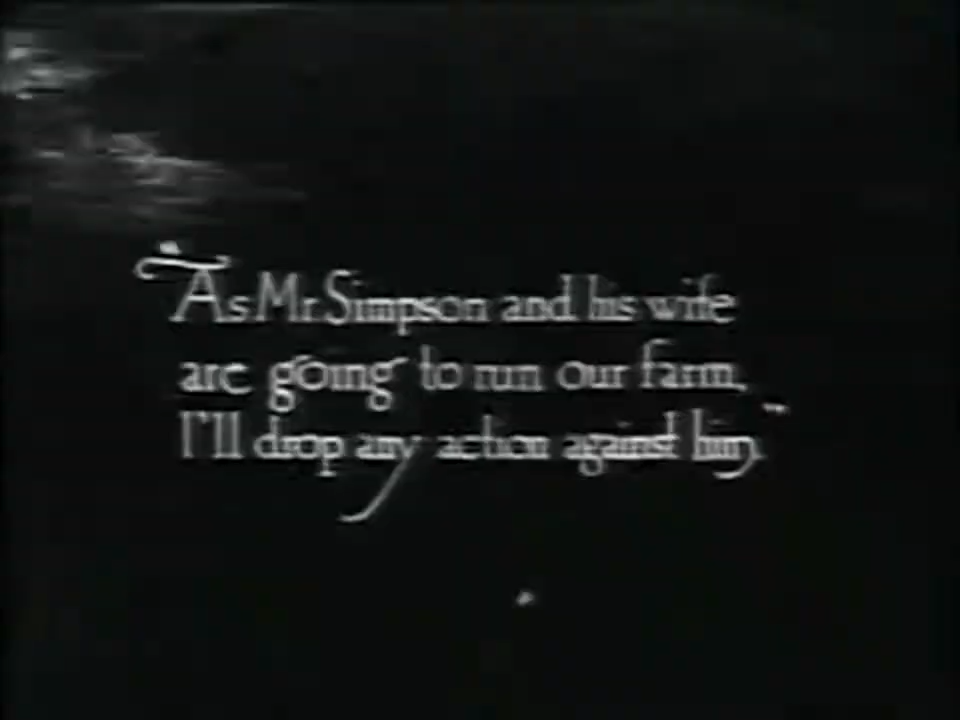 "As Mr. Simpson and his wife
are going to run our farm,
I'll drop any action against him."